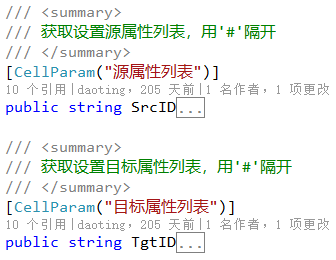 /// <summary>
/// 获取设置源属性列表，用'#'隔开
/// </summary>
[CellParam("源属性列表")]
10 个引用|daoting，205 天前|1 名作者，1 项更改
public string SrcID...
/// <summary>
/// 获取设置目标属性列表，用'#'隔开
/// </summary>
[CellParam("目标属性列表")]
10 个引用|daoting，205 天前|1 名作者，1 项更改
public string TgtID...